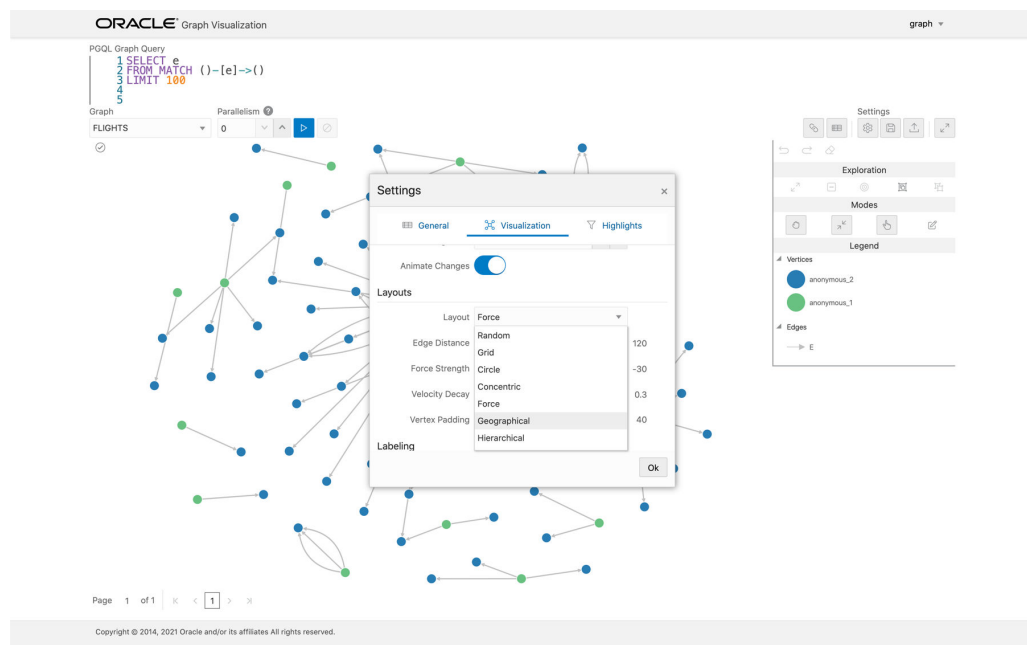 ORACLE® Graph Visualization
graph
PGQL Graph Query
1 SELECT e
2 FROM MATCH ()-[e]->()
3 LIMIT 100
4
5
Graph
Parallelism
Settings
FLIGHTS
0
Exploration
Modes
Legend
Vertices
anonymous_2
anonymous_1
Edges
E
Settings
General
Visualization
Highlights
Animate Changes
Layouts
Layout Force
Random
Edge Distance
120
Grid
Force Strength
-30
Circle
Concentric
Velocity Decay
0.3
Force
Vertex Padding
40
Geographical
Hierarchical
Labeling
Ok
Page 1 of 1 K < 1 >
Copyright © 2014, 2021 Oracle and/or its affiliates All rights reserved.